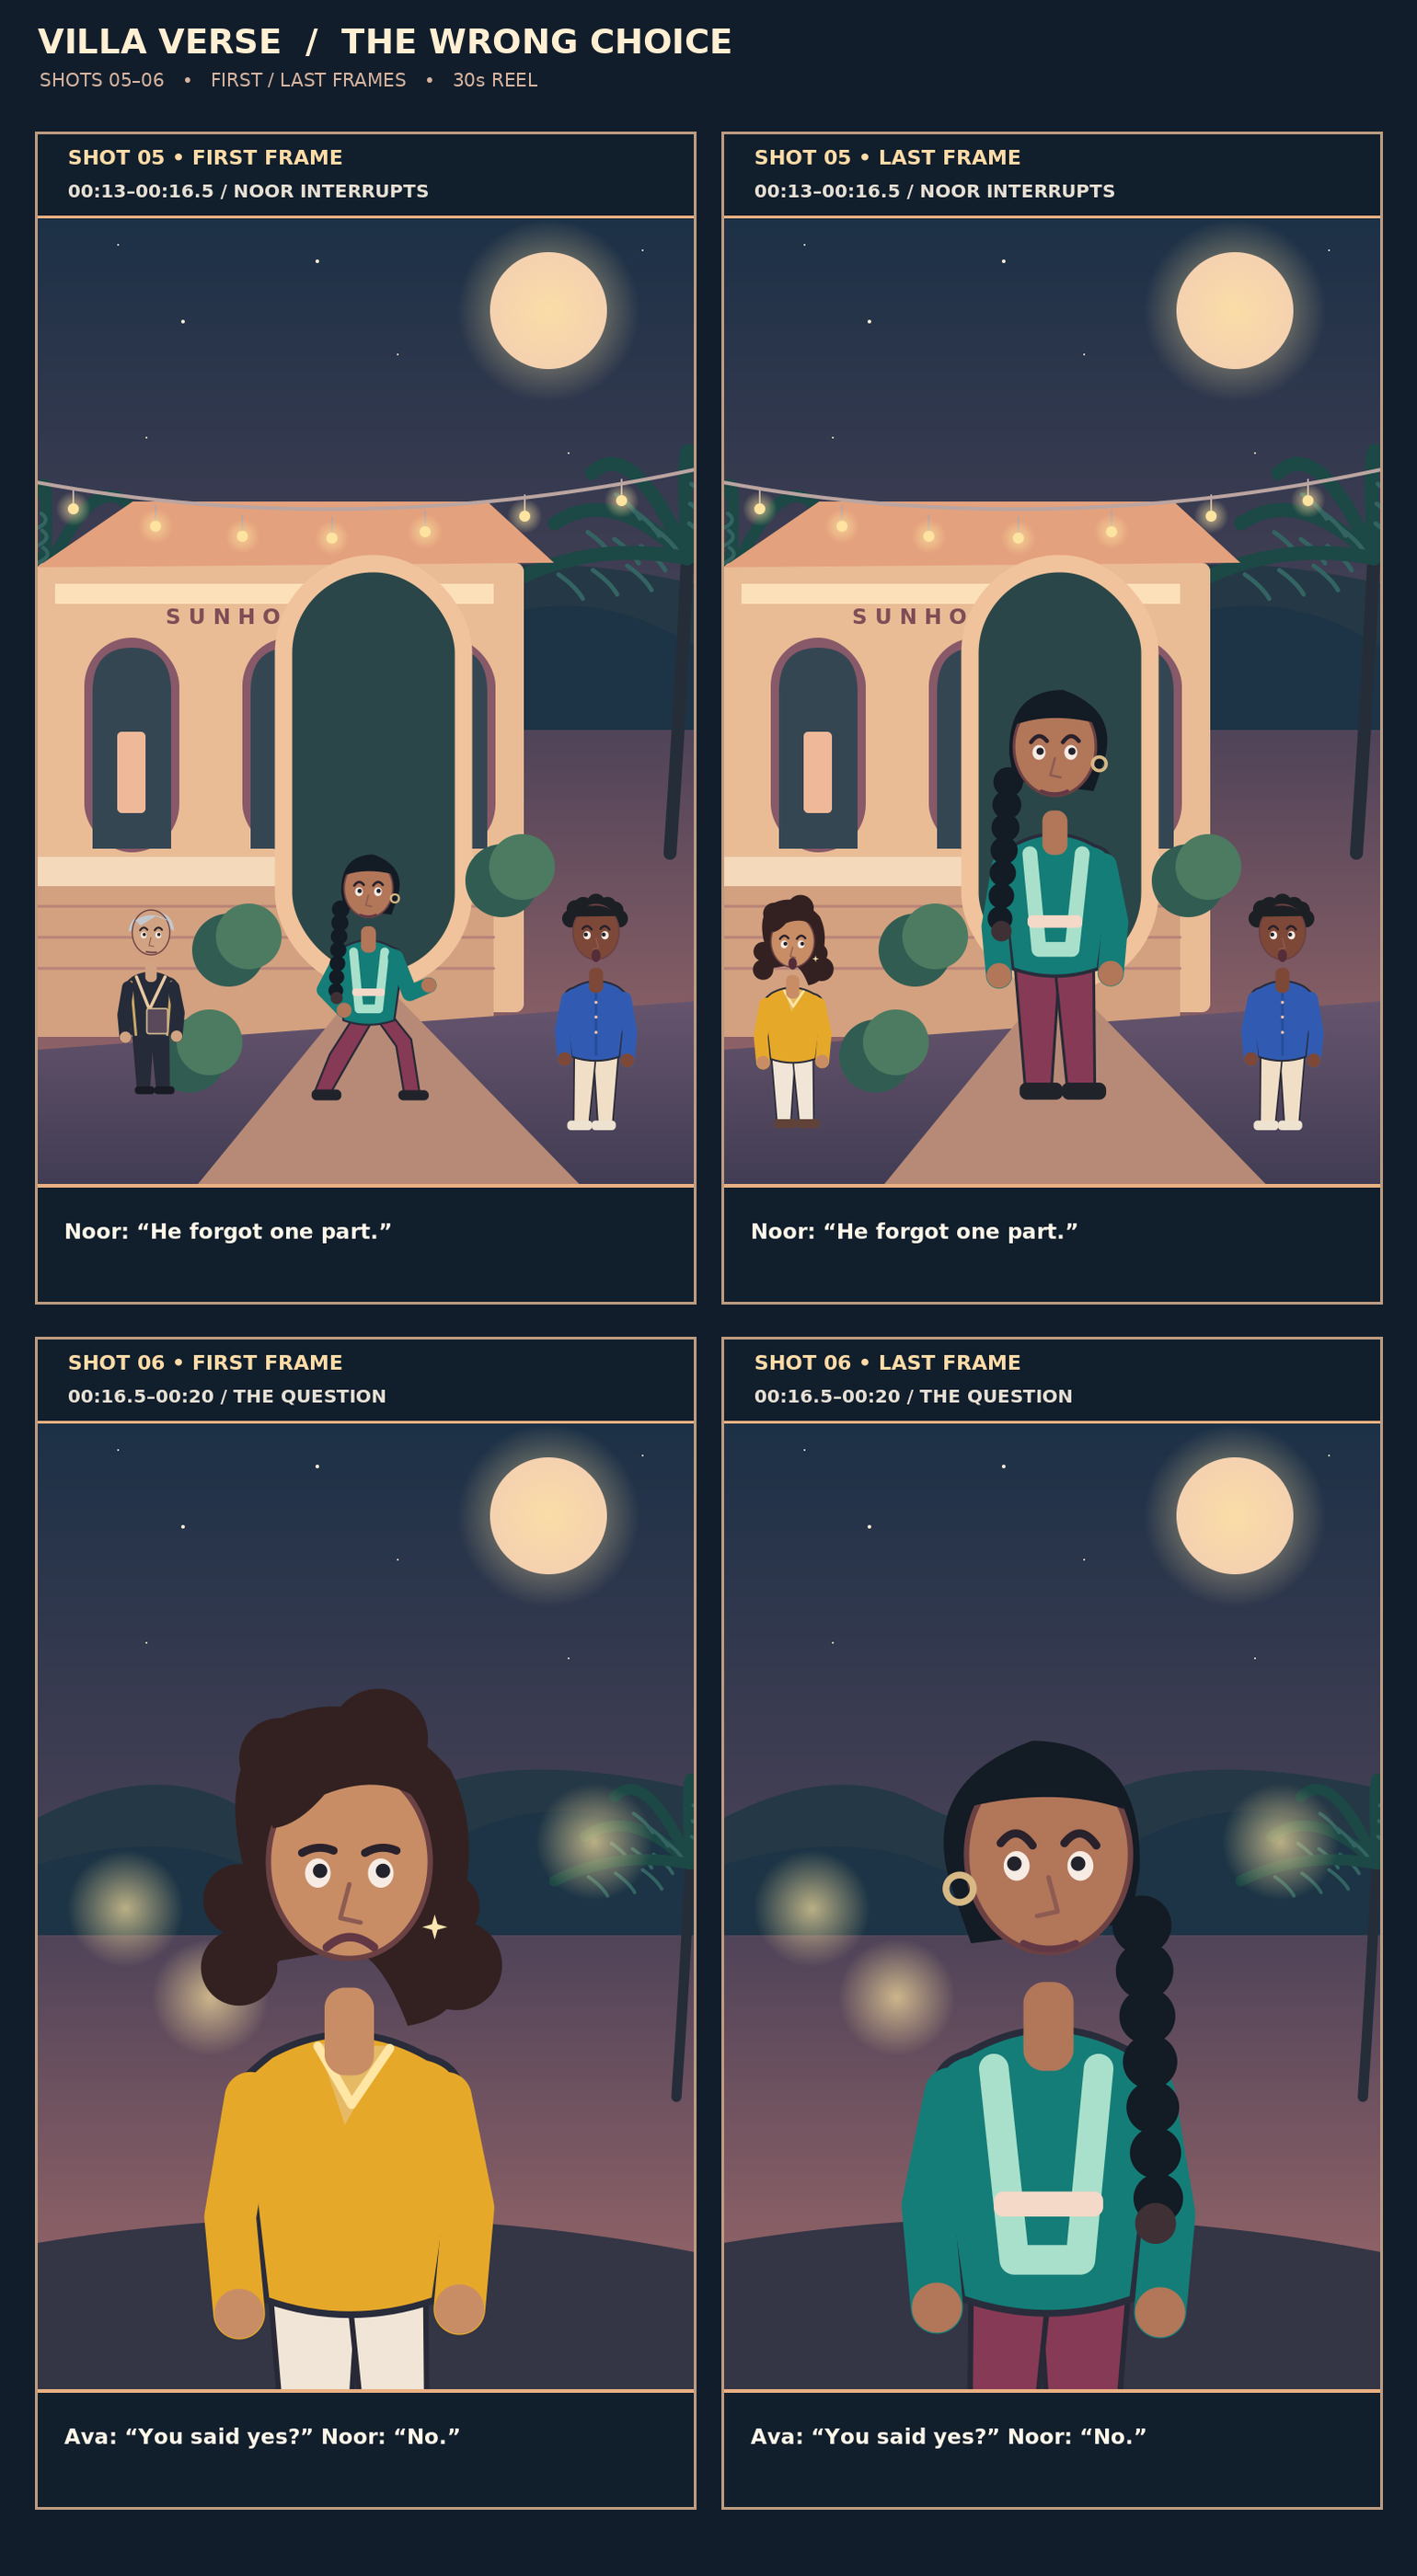 VILLA VERSE / THE WRONG CHOICE
SHOTS 05–06 • FIRST / LAST FRAMES • 30s REEL
SHOT 05 • FIRST FRAME
00:13–00:16.5 / NOOR INTERRUPTS
SUNHO
Noor: “He forgot one part.”
SHOT 05 • LAST FRAME
00:13–00:16.5 / NOOR INTERRUPTS
SUNHO
Noor: “He forgot one part.”
SHOT 06 • FIRST FRAME
00:16.5–00:20 / THE QUESTION
Ava: “You said yes?” Noor: “No.”
SHOT 06 • LAST FRAME
00:16.5–00:20 / THE QUESTION
Ava: “You said yes?” Noor: “No.”